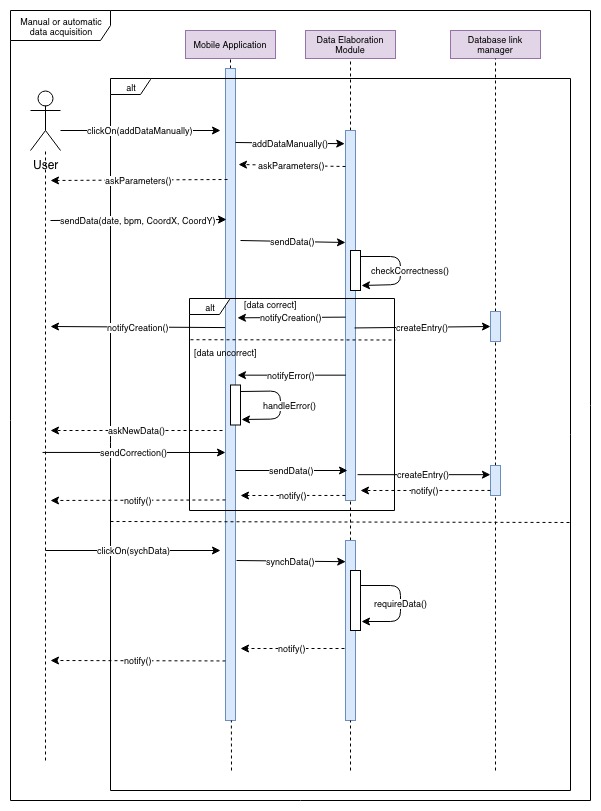 Manual or automatic
data acquisition
Mobile Application
Data Elaboration
Module
Database link
manager
alt
User
clickOn(addDataManually)
addDataManually()
askParameters()
askParameters()
sendData(date, bpm, CoordX, CoordY)
sendData()
checkCorrectness()
alt
[data correct]
notifyCreation()
notifyCreation()
createEntry()
[data uncorrect]
notifyError()
handleError()
askNewData()
sendCorrection()
sendData()
createEntry()
notify()
notify()
notify()
clickOn(sychData)
synchData()
requireData()
notify()
notify()